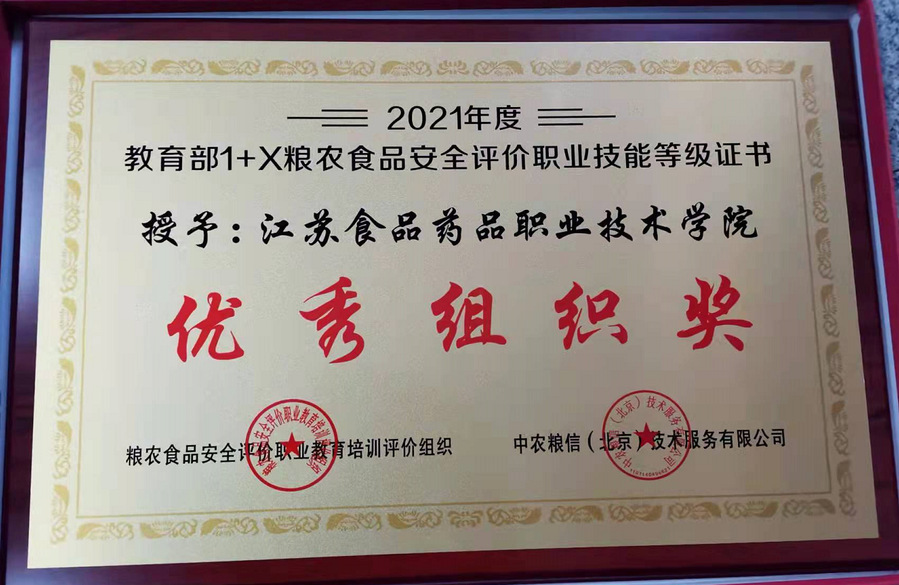 2021年度
教育部1+X粮农食品安全评价职业技能等级证书
授予：江苏食品药品职业技术学院
优秀组织奖
粮农食品安全评价职业教育培训评价组织
中农粮信（北京）技术服务有限公司